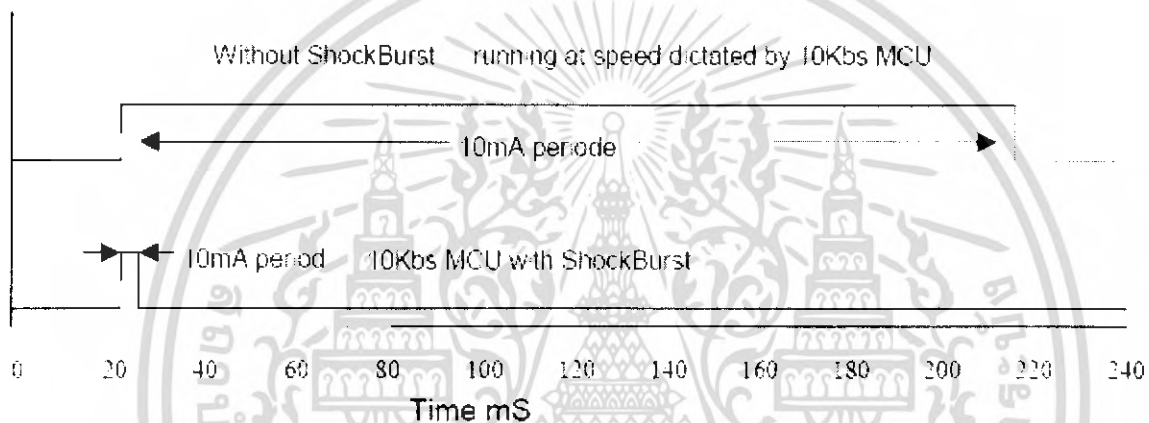 Without ShockBurst running at speed dictated by 10Kbs MCU
10mA periode
10mA period 10Kbs MCU with ShockBurst
0 20 40 60 80 100 120 140 160 180 200 220 240
Time mS